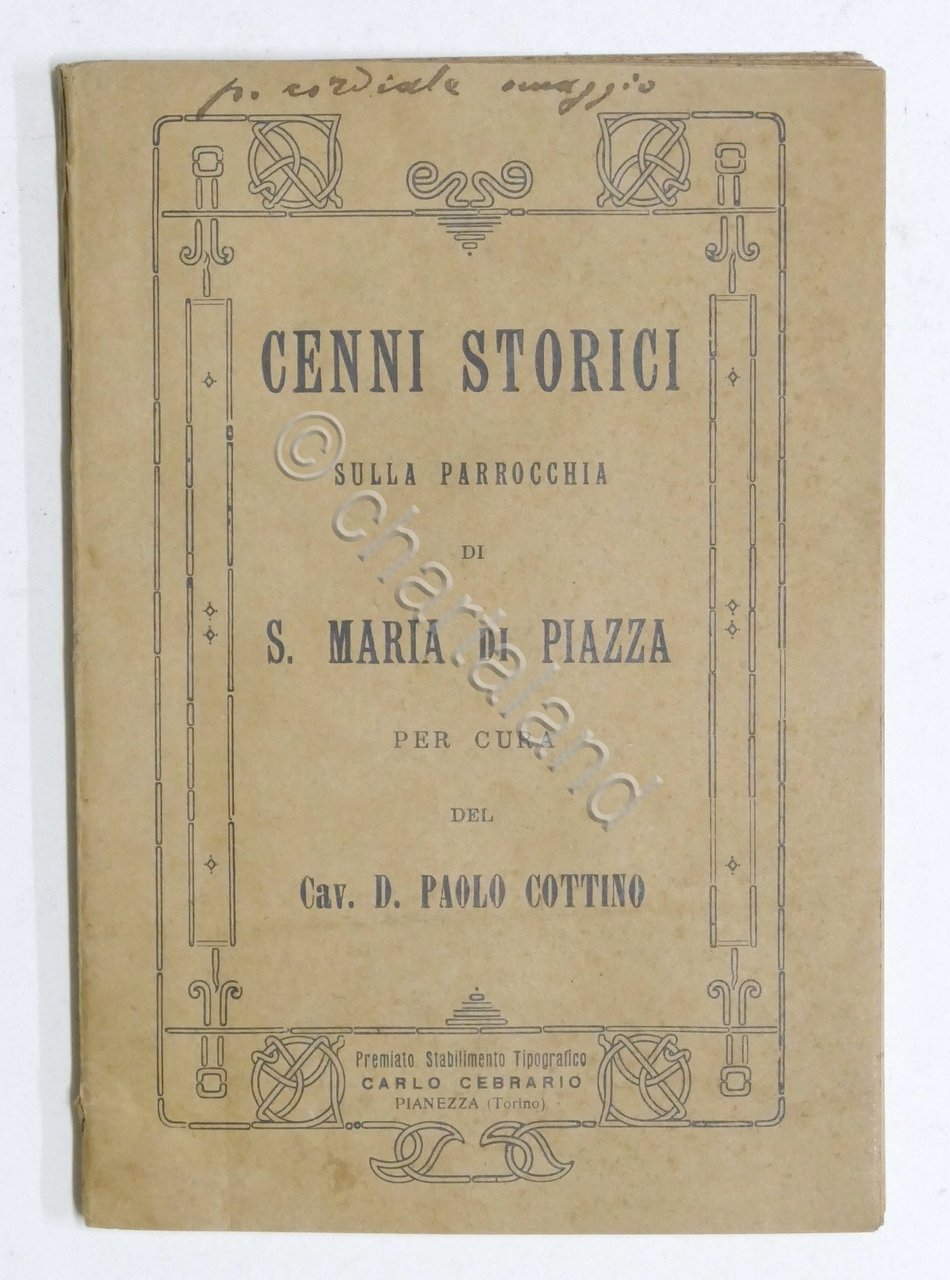 p. cordiale omaggio
CENNI STORICI
SULLA PARROCCHIA
DI
S. MARIA DI PIAZZA
PER CURA
DEL
Cav. D. PAOLO COTTINO
Premiato Stabilimento Tipografico
CARLO CEBRARIO
PIANEZZA (Torino)
© chartaland